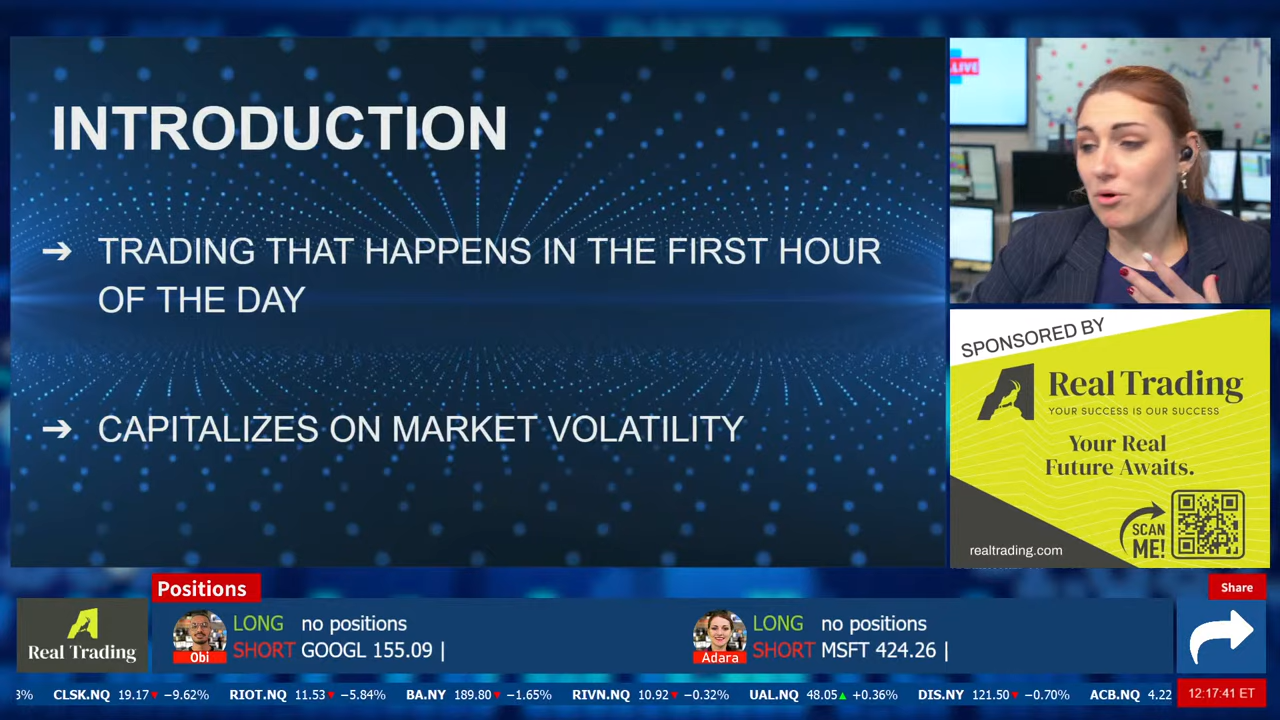 INTRODUCTION
➔ TRADING THAT HAPPENS IN THE FIRST HOUR
OF THE DAY
➔ CAPITALIZES ON MARKET VOLATILITY
LIVE
SPONSORED BY
Real Trading
YOUR SUCCESS IS OUR SUCCESS
Your Real
Future Awaits.
SCAN
ME!
realtrading.com
Positions
Share
Real Trading
Obi
LONG no positions
SHORT GOOGL 155.09 |
Adara
LONG no positions
SHORT MSFT 424.26 |
3% CLSK.NQ 19.17▼ −9.62% RIOT.NQ 11.53▼ −5.84% BA.NY 189.80▼ −1.65% RIVN.NQ 10.92▼ −0.32% UAL.NQ 48.05▲ +0.36% DIS.NY 121.50▼ −0.70% ACB.NQ 4.22
12:17:41 ET